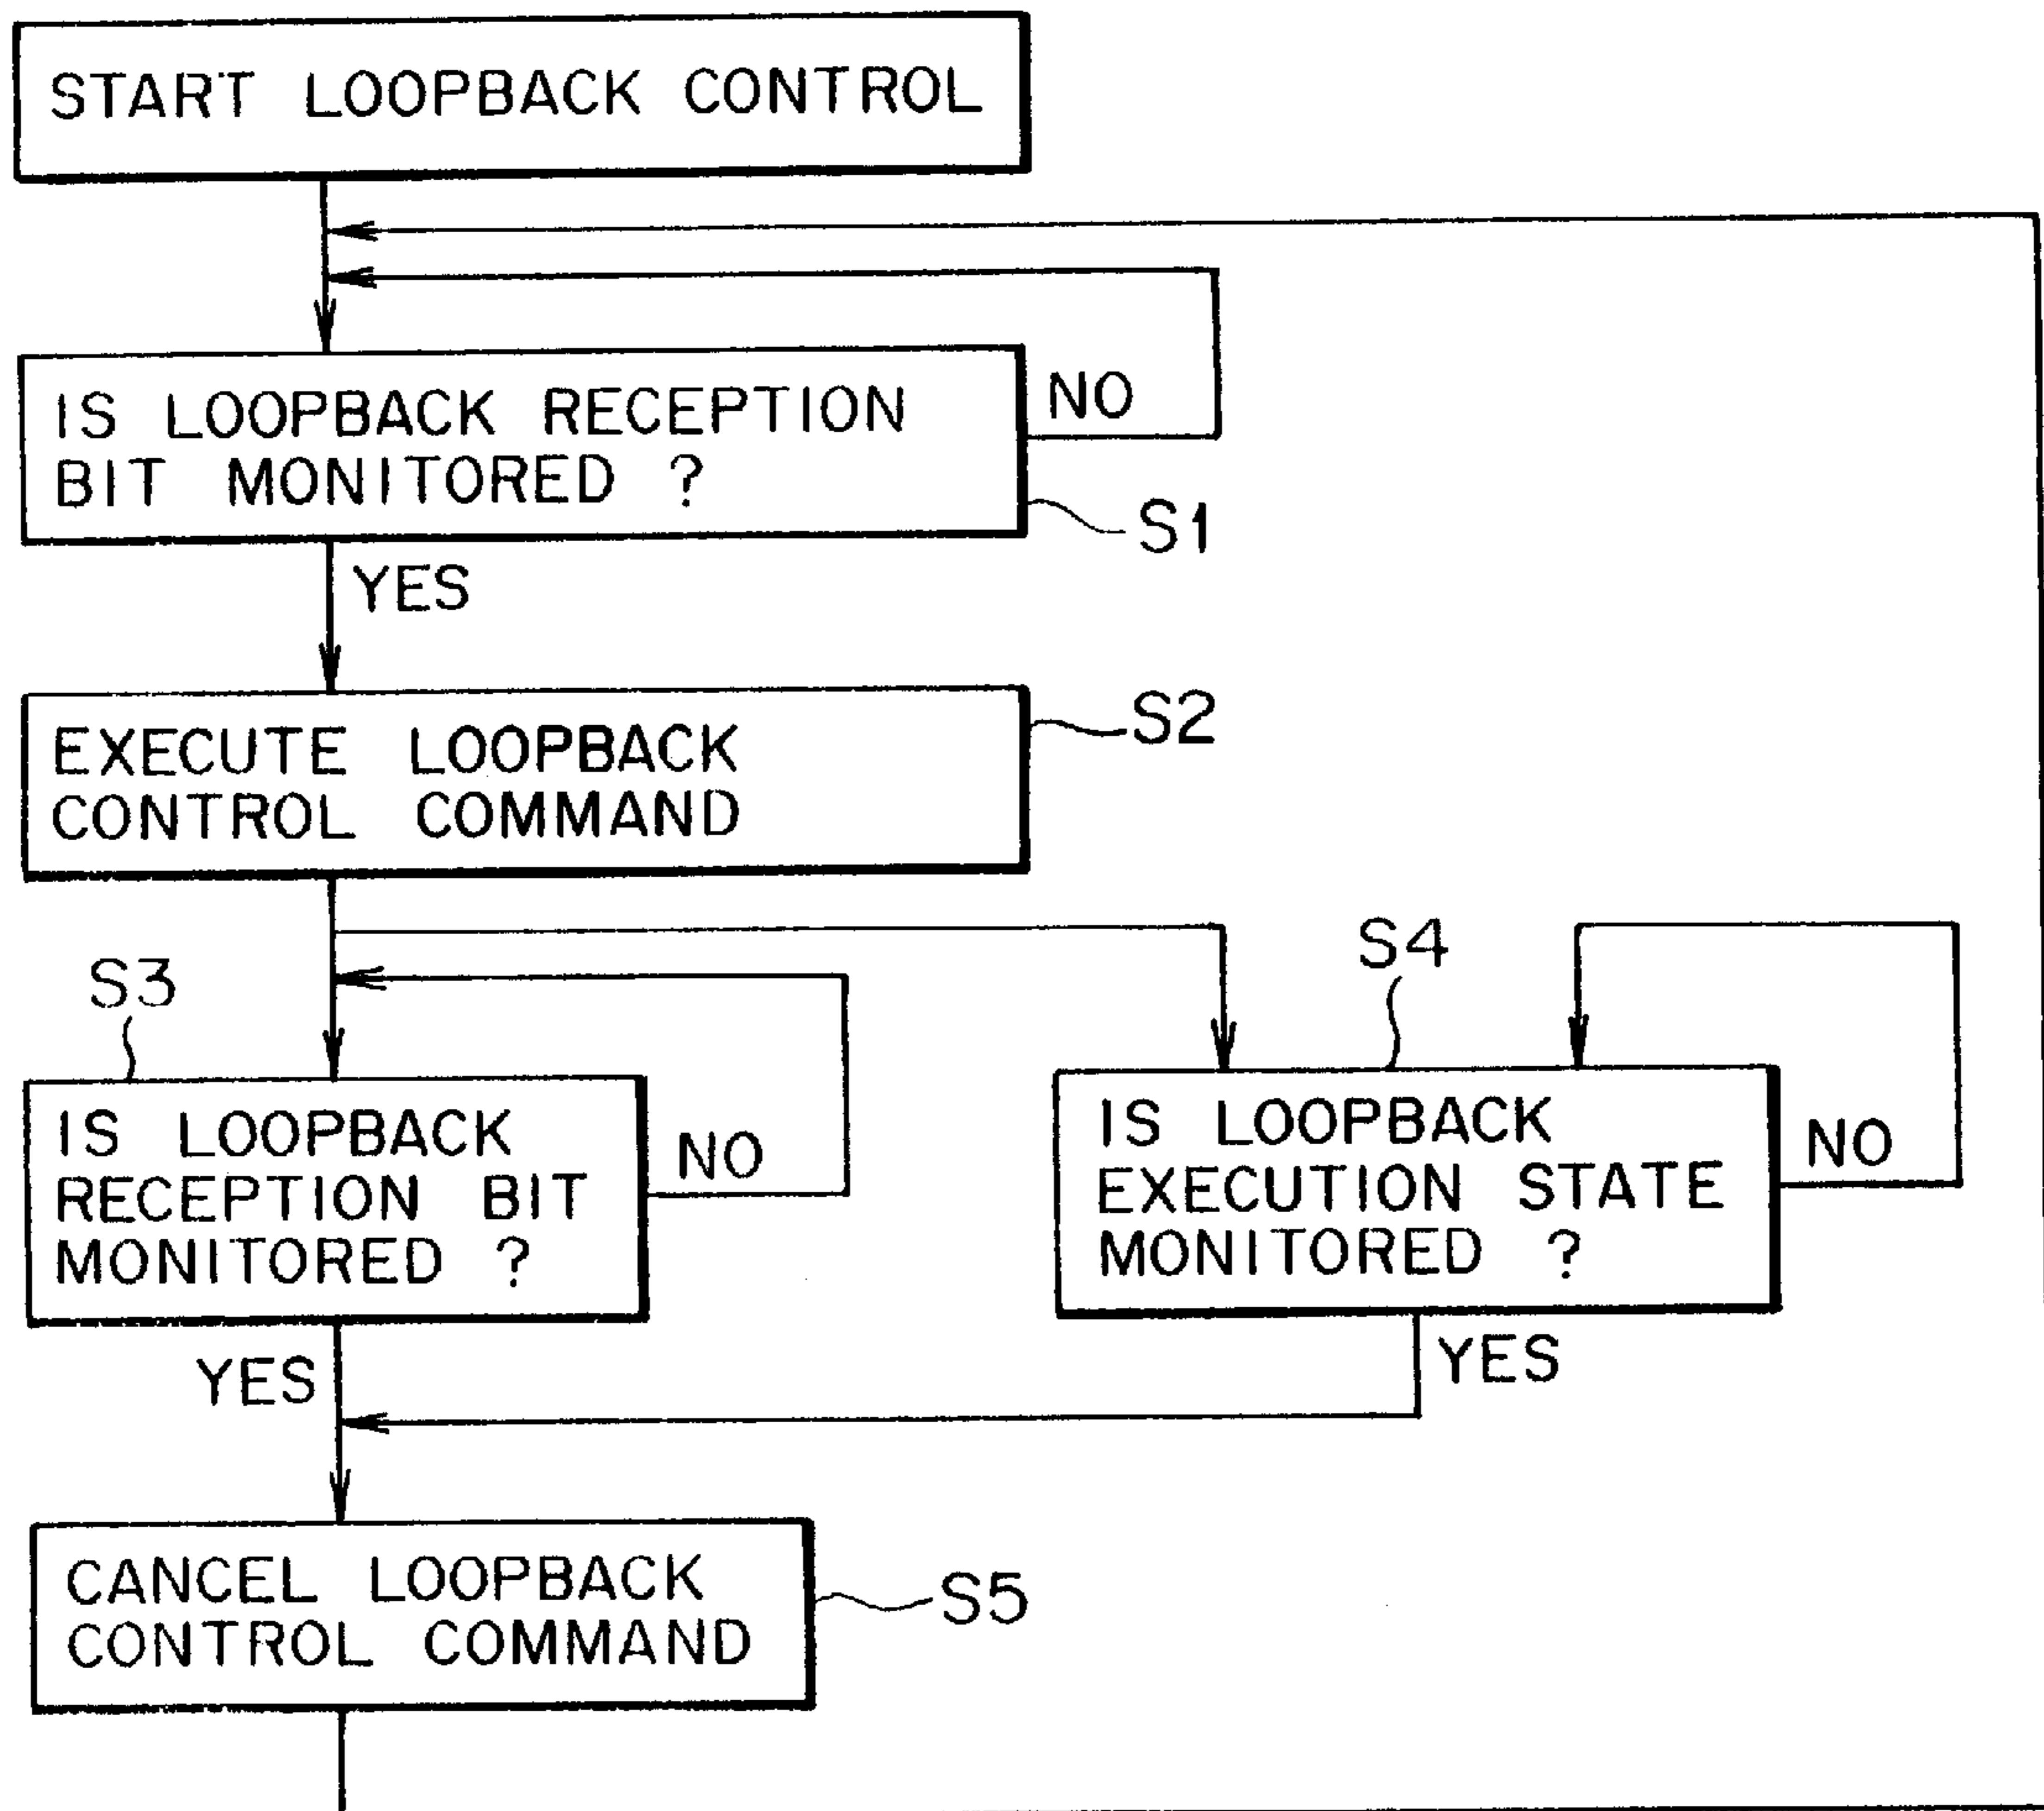 START LOOPBACK CONTROL
IS LOOPBACK RECEPTION
BIT MONITORED ?
NO
S1
YES
EXECUTE LOOPBACK
CONTROL COMMAND
S2
S3
S4
IS LOOPBACK
RECEPTION BIT
MONITORED ?
NO
IS LOOPBACK
EXECUTION STATE
MONITORED ?
NO
YES
YES
CANCEL LOOPBACK
CONTROL COMMAND
S5